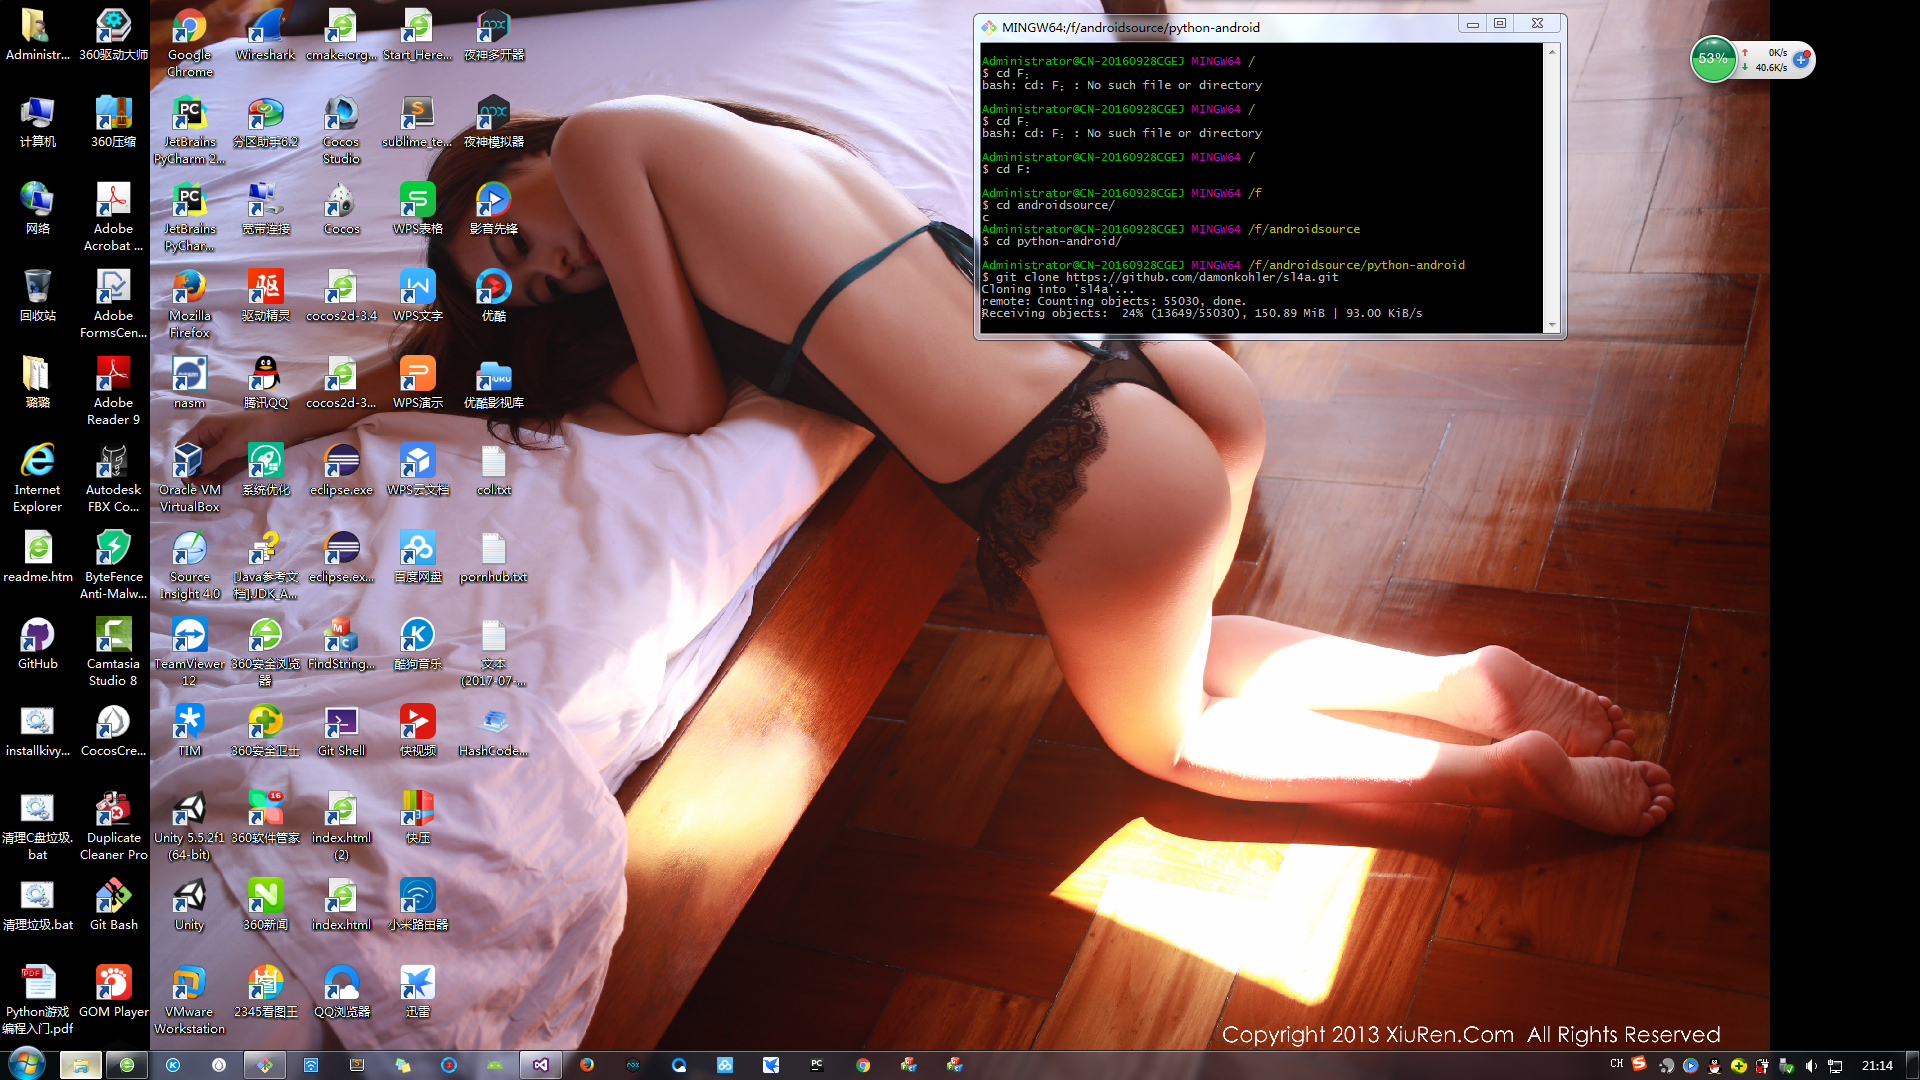 Administr...
360驱动大师
Google
Chrome
Wireshark
cmake.org...
Start_Here...
夜神多开器
计算机
360压缩
JetBrains
PyCharm 2...
分区助手6.2
Cocos
Studio
sublime_te...
夜神模拟器
网络
Adobe
Acrobat ...
JetBrains
PyChar...
宽带连接
Cocos
WPS表格
影音先锋
回收站
Adobe
FormsCen...
Mozilla
Firefox
驱动精灵
cocos2d-3.4
WPS文字
优酷
璐璐
Adobe
Reader 9
nasm
腾讯QQ
cocos2d-3...
WPS演示
优酷影视库
Internet
Explorer
Autodesk
FBX Co...
Oracle VM
VirtualBox
系统优化
eclipse.exe
WPS云文档
col.txt
readme.htm
ByteFence
Anti-Malw...
Source
Insight 4.0
[Java参考文
档].JDK_A...
eclipse.ex...
百度网盘
pornhub.txt
GitHub
Camtasia
Studio 8
TeamViewer
12
360安全浏览
器
FindString...
酷狗音乐
文本
(2017-07-...
installkivy...
CocosCre...
TIM
360安全卫士
Git Shell
快视频
HashCode...
清理C盘垃圾.
bat
Duplicate
Cleaner Pro
Unity 5.5.2f1
(64-bit)
16
360软件管家
index.html
(2)
快压
清理垃圾.bat
Git Bash
Unity
360新闻
index.html
小米路由器
PDF
Python游戏
编程入门.pdf
GOM Player
VMware
Workstation
2345看图王
QQ浏览器
迅雷
MINGW64:/f/androidsource/python-android
Administrator@CN-20160928CGEJ MINGW64 /
$ cd F；
bash: cd: F；: No such file or directory
Administrator@CN-20160928CGEJ MINGW64 /
$ cd F；
bash: cd: F；: No such file or directory
Administrator@CN-20160928CGEJ MINGW64 /
$ cd F:
Administrator@CN-20160928CGEJ MINGW64 /f
$ cd androidsource/
c
Administrator@CN-20160928CGEJ MINGW64 /f/androidsource
$ cd python-android/
Administrator@CN-20160928CGEJ MINGW64 /f/androidsource/python-android
$ git clone https://github.com/damonkohler/sl4a.git
Cloning into 'sl4a'...
remote: Counting objects: 55030, done.
Receiving objects:  24% (13649/55030), 150.89 MiB | 93.00 KiB/s
53%
0K/s
40.6K/s
Copyright 2013 XiuRen.Com  All Rights Reserved
CH
21:14